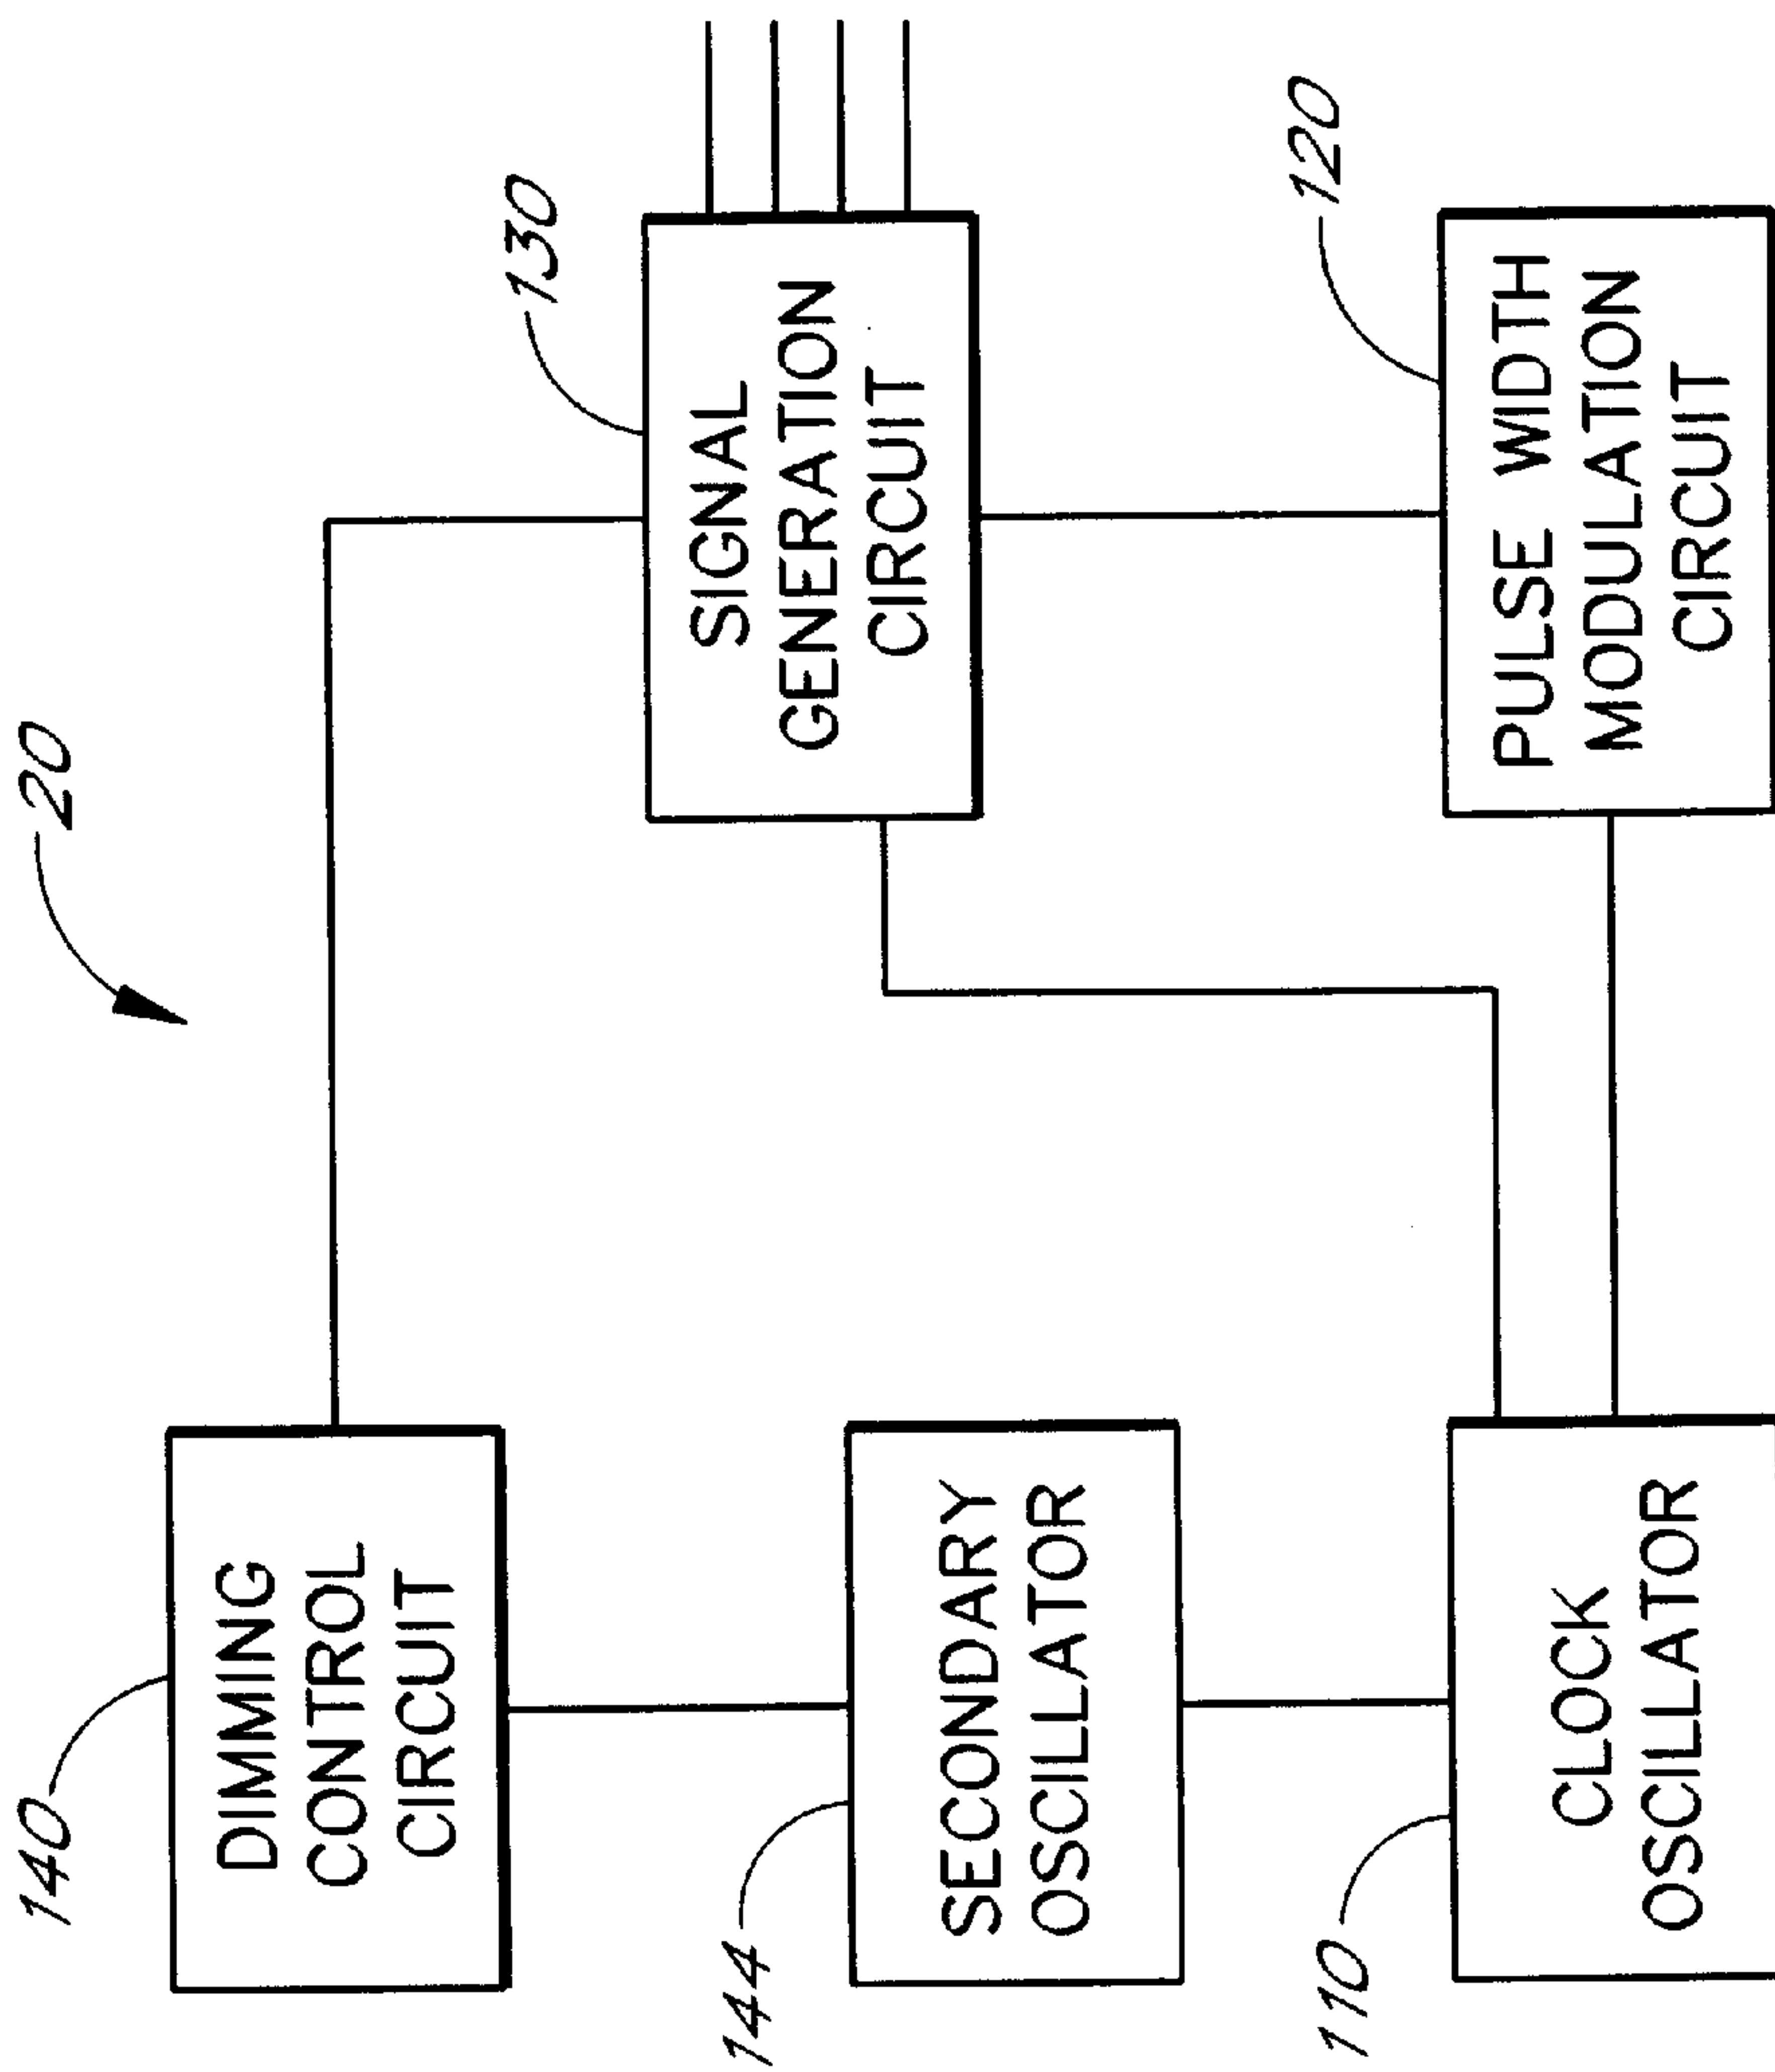 20
140
DIMMING
CONTROL
CIRCUIT
130
SIGNAL
GENERATION
CIRCUIT
144
SECONDARY
OSCILLATOR
110
CLOCK
OSCILLATOR
120
PULSE WIDTH
MODULATION
CIRCUIT